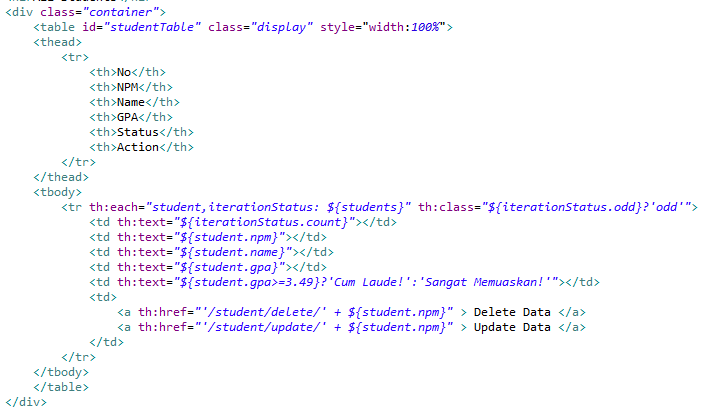 <div class="container">
    <table id="studentTable" class="display" style="width:100%">
    <thead>
        <tr>
            <th>No</th>
            <th>NPM</th>
            <th>Name</th>
            <th>GPA</th>
            <th>Status</th>
            <th>Action</th>
        </tr>
    </thead>
    <tbody>
        <tr th:each="student,iterationStatus: ${students}" th:class="${iterationStatus.odd}?'odd'">
            <td th:text="${iterationStatus.count}"></td>
            <td th:text="${student.npm}"></td>
            <td th:text="${student.name}"></td>
            <td th:text="${student.gpa}"></td>
            <td th:text="${student.gpa>=3.49}?'Cum Laude!':'Sangat Memuaskan!'"></td>
            <td>
                <a th:href="'/student/delete/' + ${student.npm}" > Delete Data </a>
                <a th:href="'/student/update/' + ${student.npm}" > Update Data </a>
            </td>
        </tr>
    </tbody>
    </table>
</div>